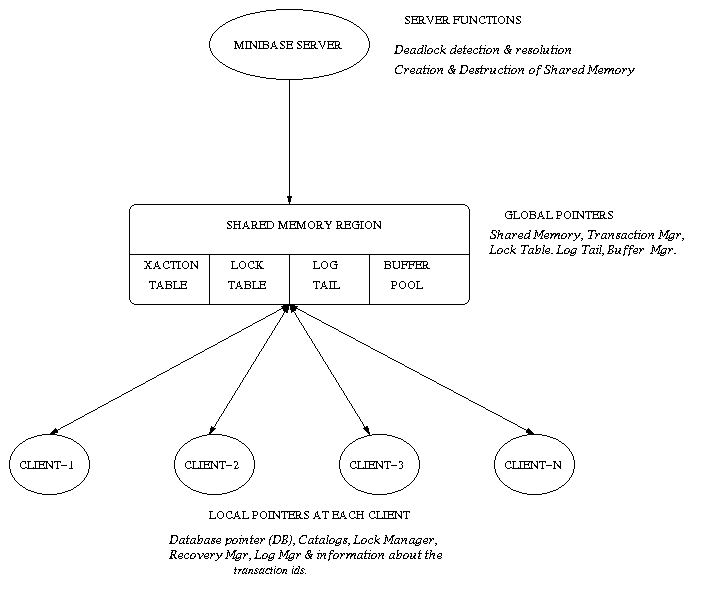 SERVER FUNCTIONS
MINIBASE SERVER
Deadlock detection & resolution
Creation & Destruction of Shared Memory
SHARED MEMORY REGION
GLOBAL POINTERS
Shared Memory, Transaction Mgr,
Lock Table. Log Tail, Buffer Mgr.
XACTION TABLE
LOCK TABLE
LOG TAIL
BUFFER POOL
CLIENT-1
CLIENT-2
CLIENT-3
CLIENT-N
LOCAL POINTERS AT EACH CLIENT
Database pointer (DB), Catalogs, Lock Manager,
Recovery Mgr, Log Mgr & information about the
transaction ids.